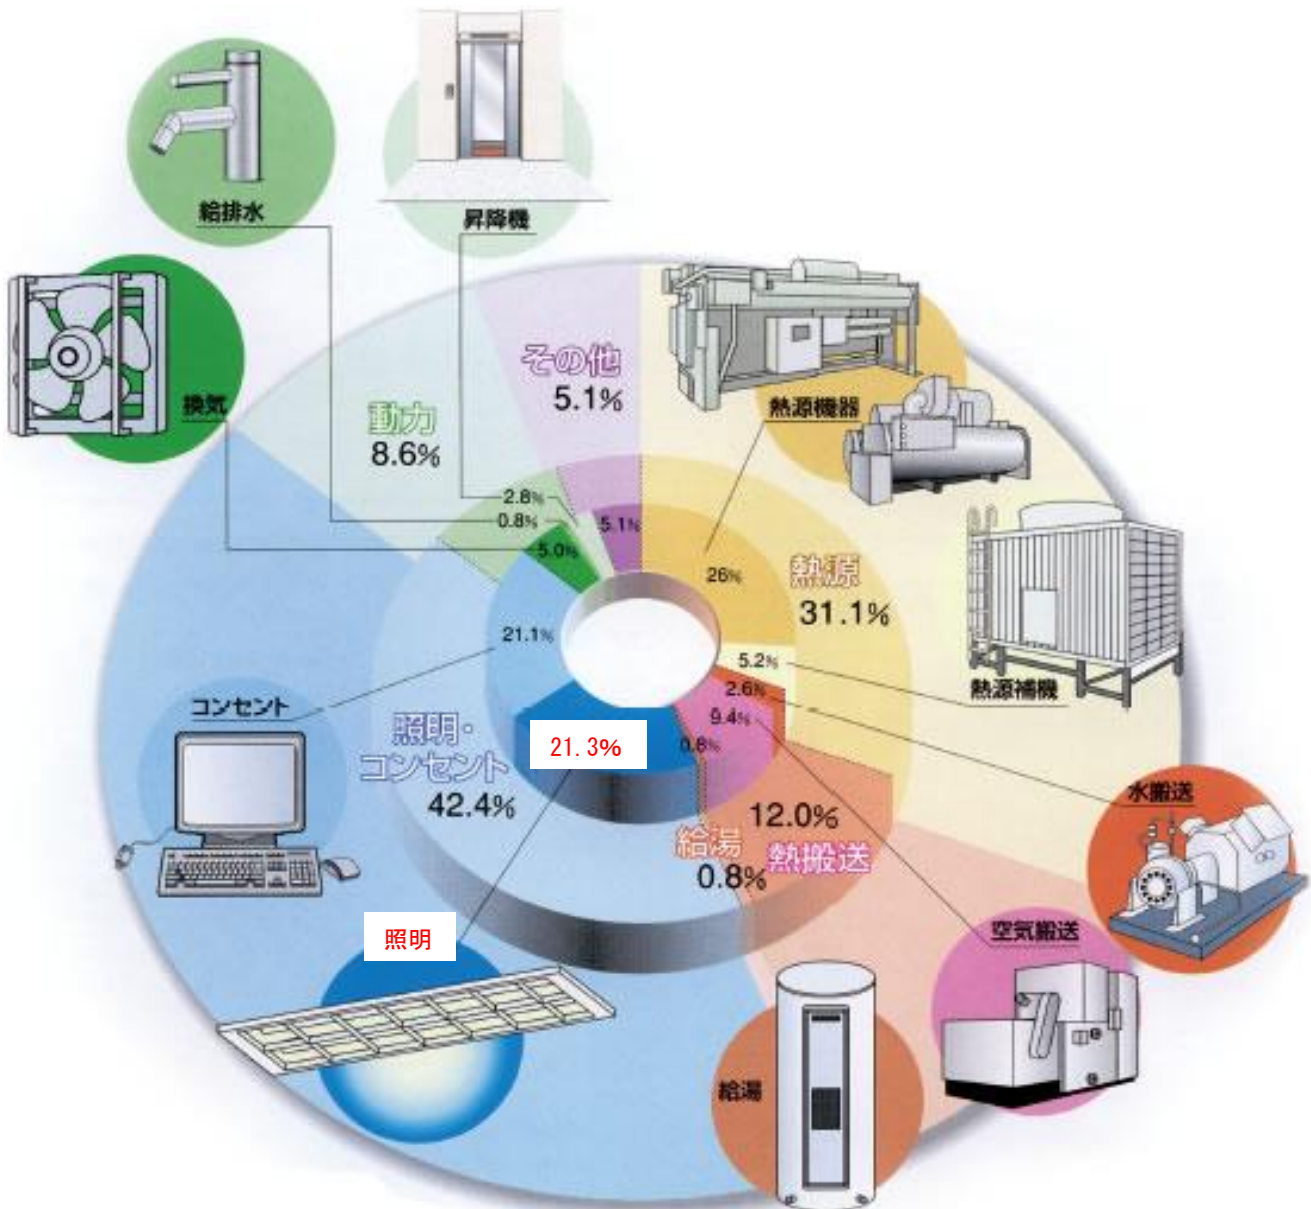 給排水
昇降機
換気
その他
5.1%
動力
8.6%
熱源機器
2.8%
0.8%
5.0%
5.1%
26%
熱源
31.1%
21.1%
5.2%
2.6%
9.4%
0.8%
熱源補機
コンセント
照明・
コンセント
42.4%
21.3%
水搬送
12.0%
熱搬送
給湯
0.8%
空気搬送
照明
給湯